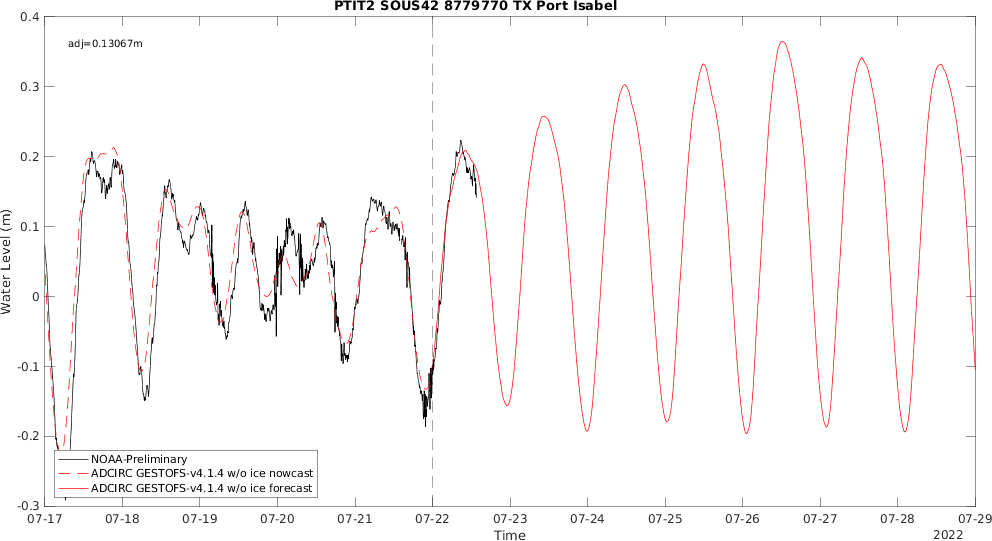 PTIT2 SOUS42 8779770 TX Port Isabel
adj=0.13067m
0.4
0.3
0.2
0.1
0
-0.1
-0.2
-0.3
Water Level (m)
NOAA-Preliminary
ADCIRC GESTOFS-v4.1.4 w/o ice nowcast
ADCIRC GESTOFS-v4.1.4 w/o ice forecast
07-17 07-18 07-19 07-20 07-21 07-22 07-23 07-24 07-25 07-26 07-27 07-28 07-29
Time
2022